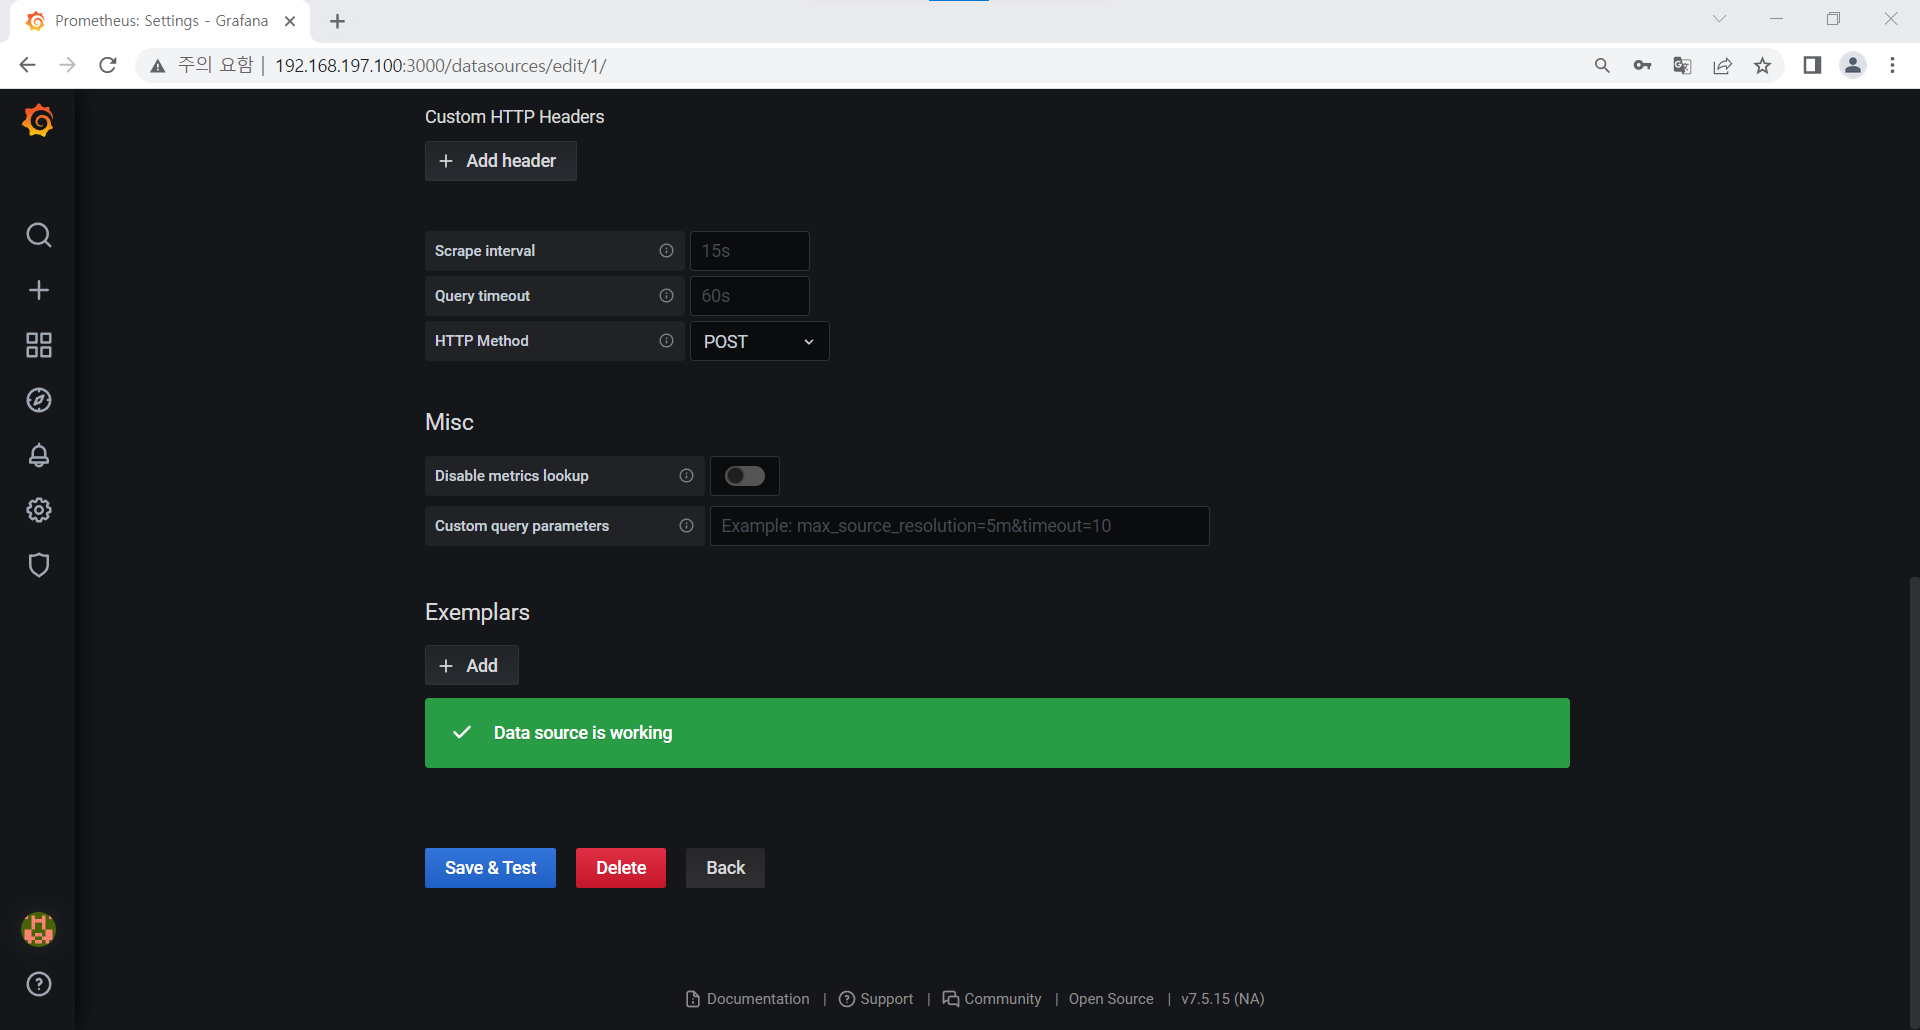 Prometheus: Settings - Grafana
주의 요함 | 192.168.197.100:3000/datasources/edit/1/
Custom HTTP Headers
+ Add header
Scrape interval 15s
Query timeout 60s
HTTP Method POST
Misc
Disable metrics lookup
Custom query parameters Example: max_source_resolution=5m&timeout=10
Exemplars
+ Add
Data source is working
Save & Test Delete Back
Documentation | Support | Community | Open Source | v7.5.15 (NA)